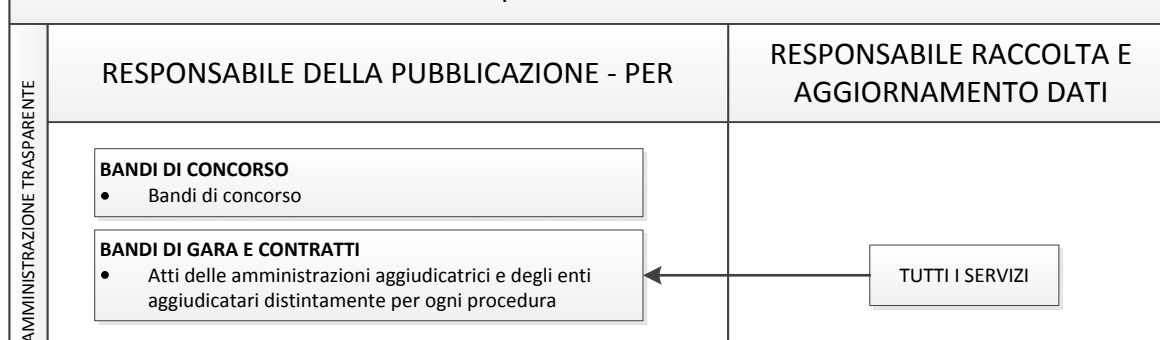 AMMINISTRAZIONE TRASPARENTE
RESPONSABILE DELLA PUBBLICAZIONE - PER
RESPONSABILE RACCOLTA E
AGGIORNAMENTO DATI
BANDI DI CONCORSO
• Bandi di concorso
BANDI DI GARA E CONTRATTI
• Atti delle amministrazioni aggiudicatrici e degli enti
aggiudicatari distintamente per ogni procedura
TUTTI I SERVIZI